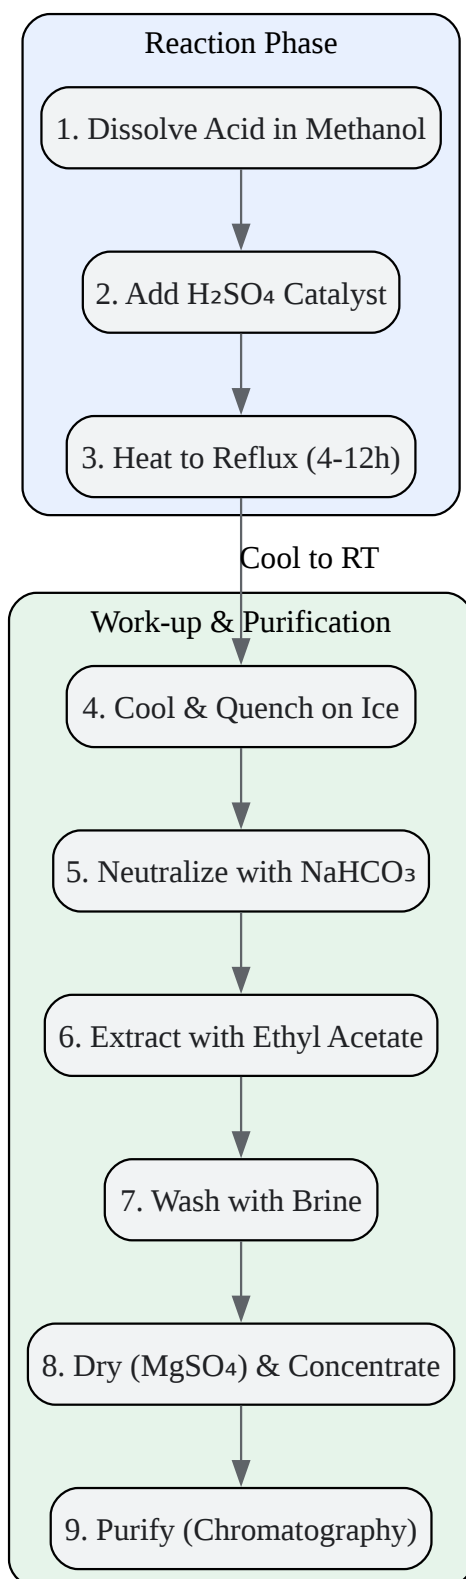 Reaction Phase
1. Dissolve Acid in Methanol
2. Add H₂SO₄ Catalyst
3. Heat to Reflux (4-12h)
Cool to RT
Work-up & Purification
4. Cool & Quench on Ice
5. Neutralize with NaHCO₃
6. Extract with Ethyl Acetate
7. Wash with Brine
8. Dry (MgSO₄) & Concentrate
9. Purify (Chromatography)